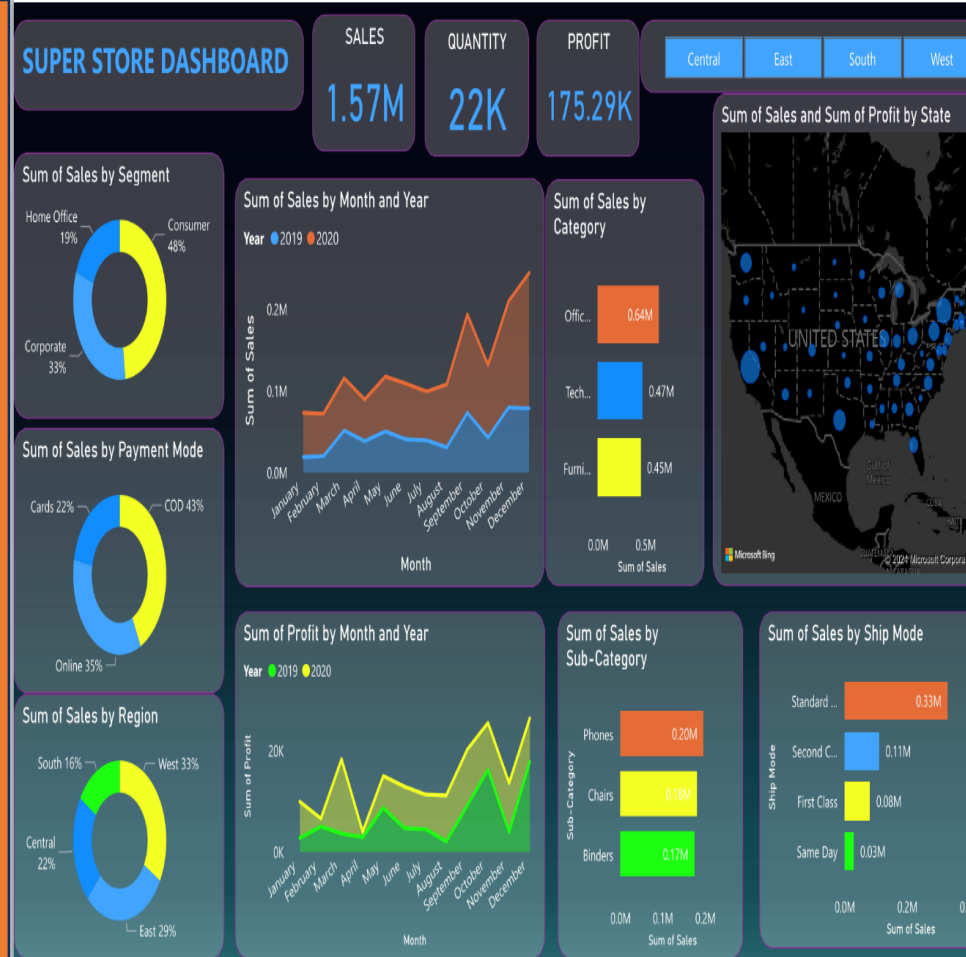 SUPER STORE DASHBOARD
SALES
1.57M
QUANTITY
22K
PROFIT
175.29K
Central
East
South
West
Sum of Sales by Segment
Home Office
19%
Consumer
48%
Corporate
33%
Sum of Sales by Month and Year
Year 2019 2020
Sum of Sales
0.2M
0.1M
0.0M
January
February
March
April
May
June
July
August
September
October
November
December
Month
Sum of Sales by
Category
Offic...
0.64M
Tech...
0.47M
Furni...
0.45M
0.0M
0.5M
Sum of Sales
Sum of Sales and Sum of Profit by State
UNITED STATES
Gulf of
Mexico
MEXICO
CUBA
Microsoft Bing
© 2024 Microsoft Corpora
Sum of Sales by Payment Mode
Cards 22%
COD 43%
Online 35%
Sum of Sales by Region
South 16%
West 33%
Central
22%
East 29%
Sum of Profit by Month and Year
Year 2019 2020
Sum of Profit
20K
0K
January
February
March
April
May
June
July
August
September
October
November
December
Month
Sum of Sales by
Sub-Category
Sub-Category
Phones
0.20M
Chairs
0.18M
Binders
0.17M
0.0M
0.1M
0.2M
Sum of Sales
Sum of Sales by Ship Mode
Ship Mode
Standard ...
0.33M
Second C...
0.11M
First Class
0.08M
Same Day
0.03M
0.0M
0.2M
Sum of Sales